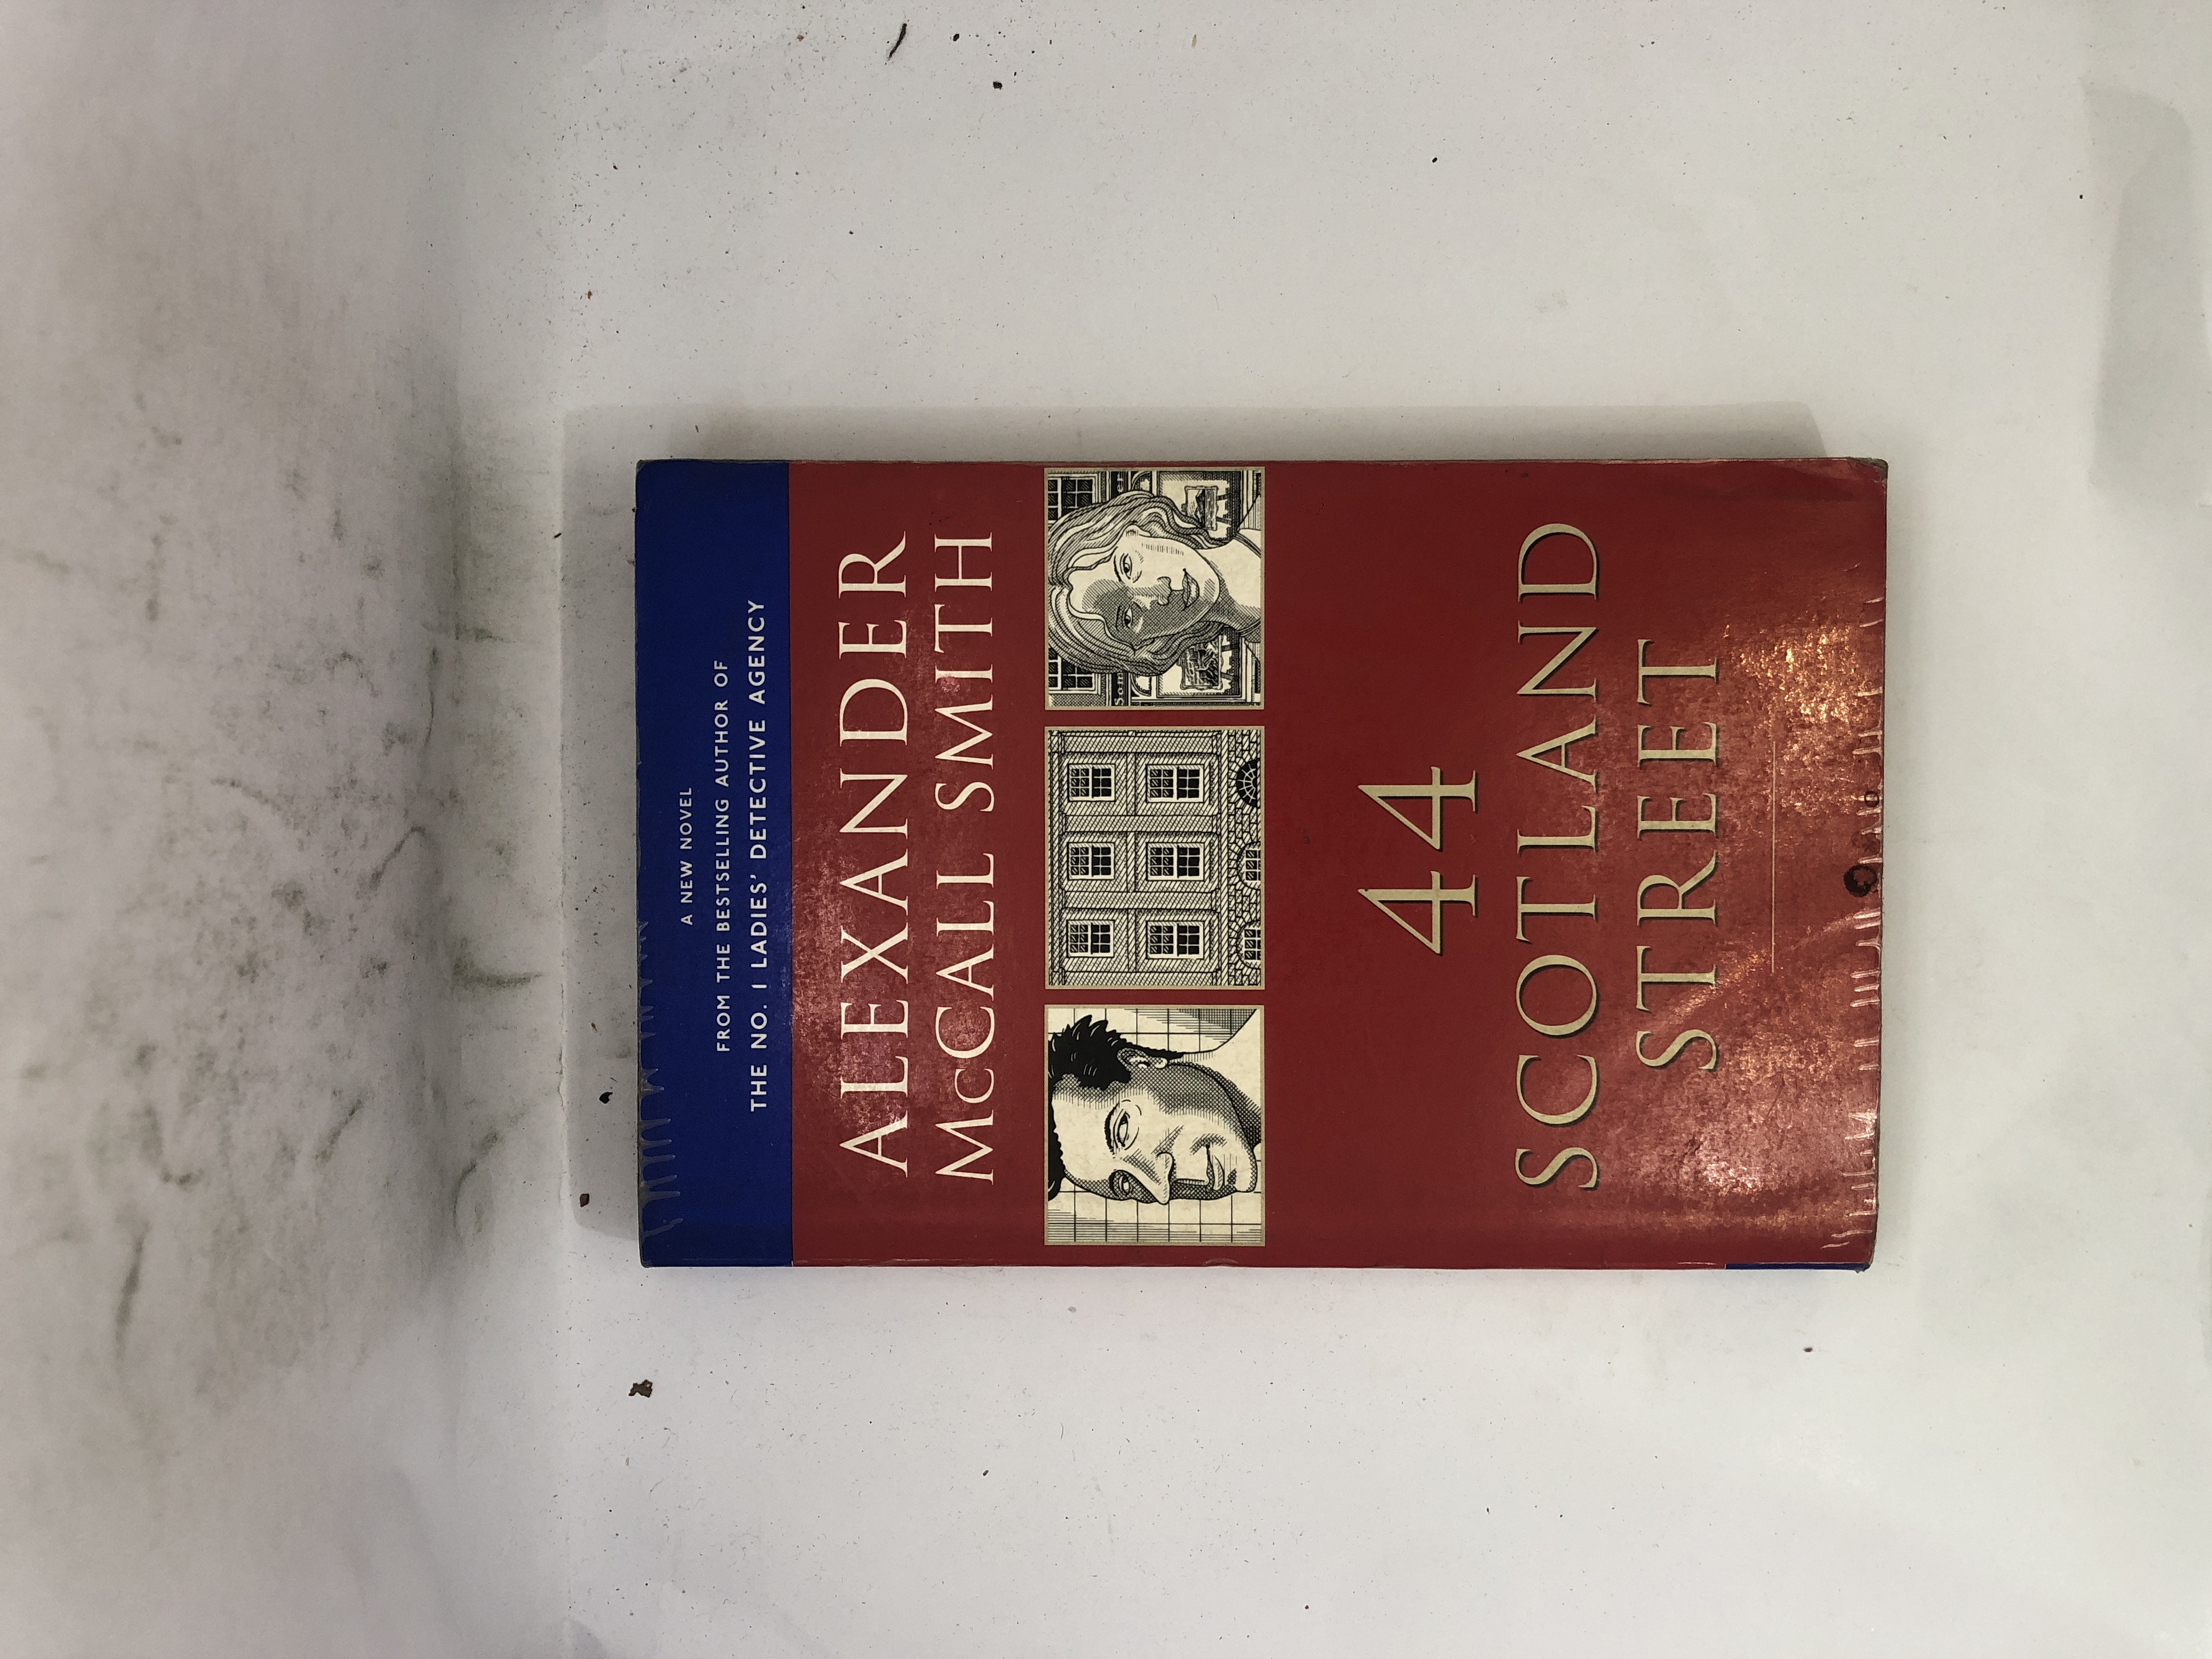 A NEW NOVEL
FROM THE BESTSELLING AUTHOR OF
THE NO. 1 LADIES' DETECTIVE AGENCY
ALEXANDER
McCALL SMITH
44
SCOTLAND
STREET